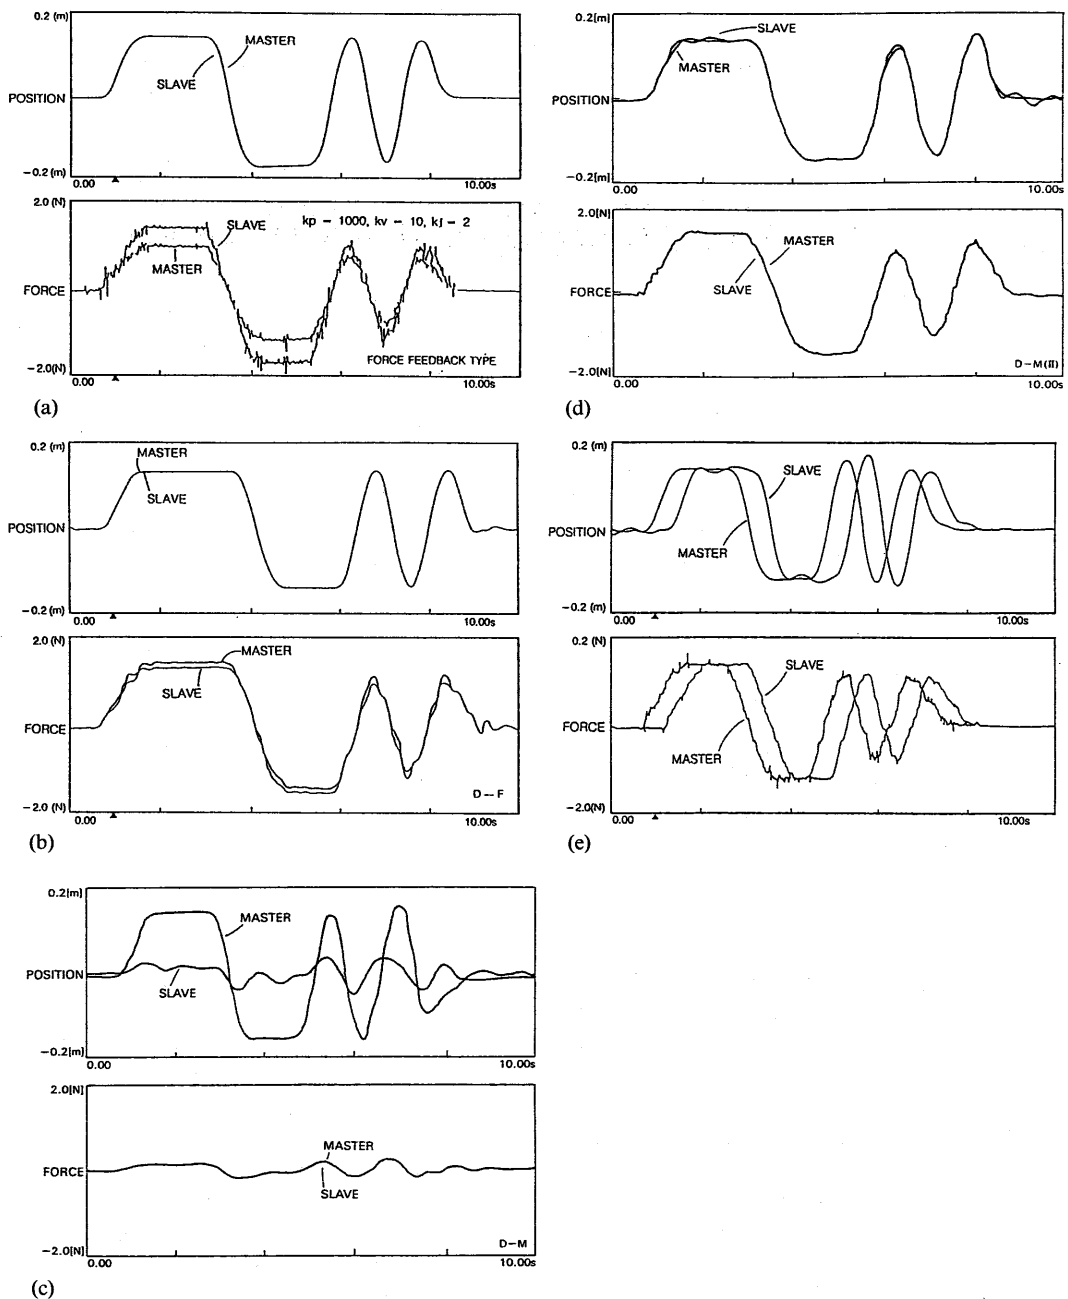 0.2 (m)
MASTER
SLAVE
POSITION
−0.2 (m)
0.00
10.00s
2.0 (N)
kp − 1000, kv − 10, kf − 2
SLAVE
MASTER
FORCE
FORCE FEEDBACK TYPE
−2.0(N)
0.00
10.00s
(a)
0.2 (m)
MASTER
SLAVE
POSITION
−0.2 (m)
0.00
10.00s
2.0 (N)
MASTER
SLAVE
FORCE
D−F
−2.0 (N)
0.00
10.00s
(b)
0.2[m]
MASTER
POSITION
SLAVE
−0.2[m]
0.00
10.00s
2.0[N]
MASTER
FORCE
SLAVE
D−M
−2.0[N]
0.00
10.00s
(c)
0.2[m]
SLAVE
MASTER
POSITION
−0.2[m]
0.00
10.00s
2.0[N]
MASTER
SLAVE
FORCE
D−M(II)
−2.0[N]
0.00
10.00s
(d)
0.2 (m)
SLAVE
POSITION
MASTER
−0.2 (m)
0.00
10.00s
0.2 (N)
SLAVE
FORCE
MASTER
−2.0(N)
0.00
10.00s
(e)